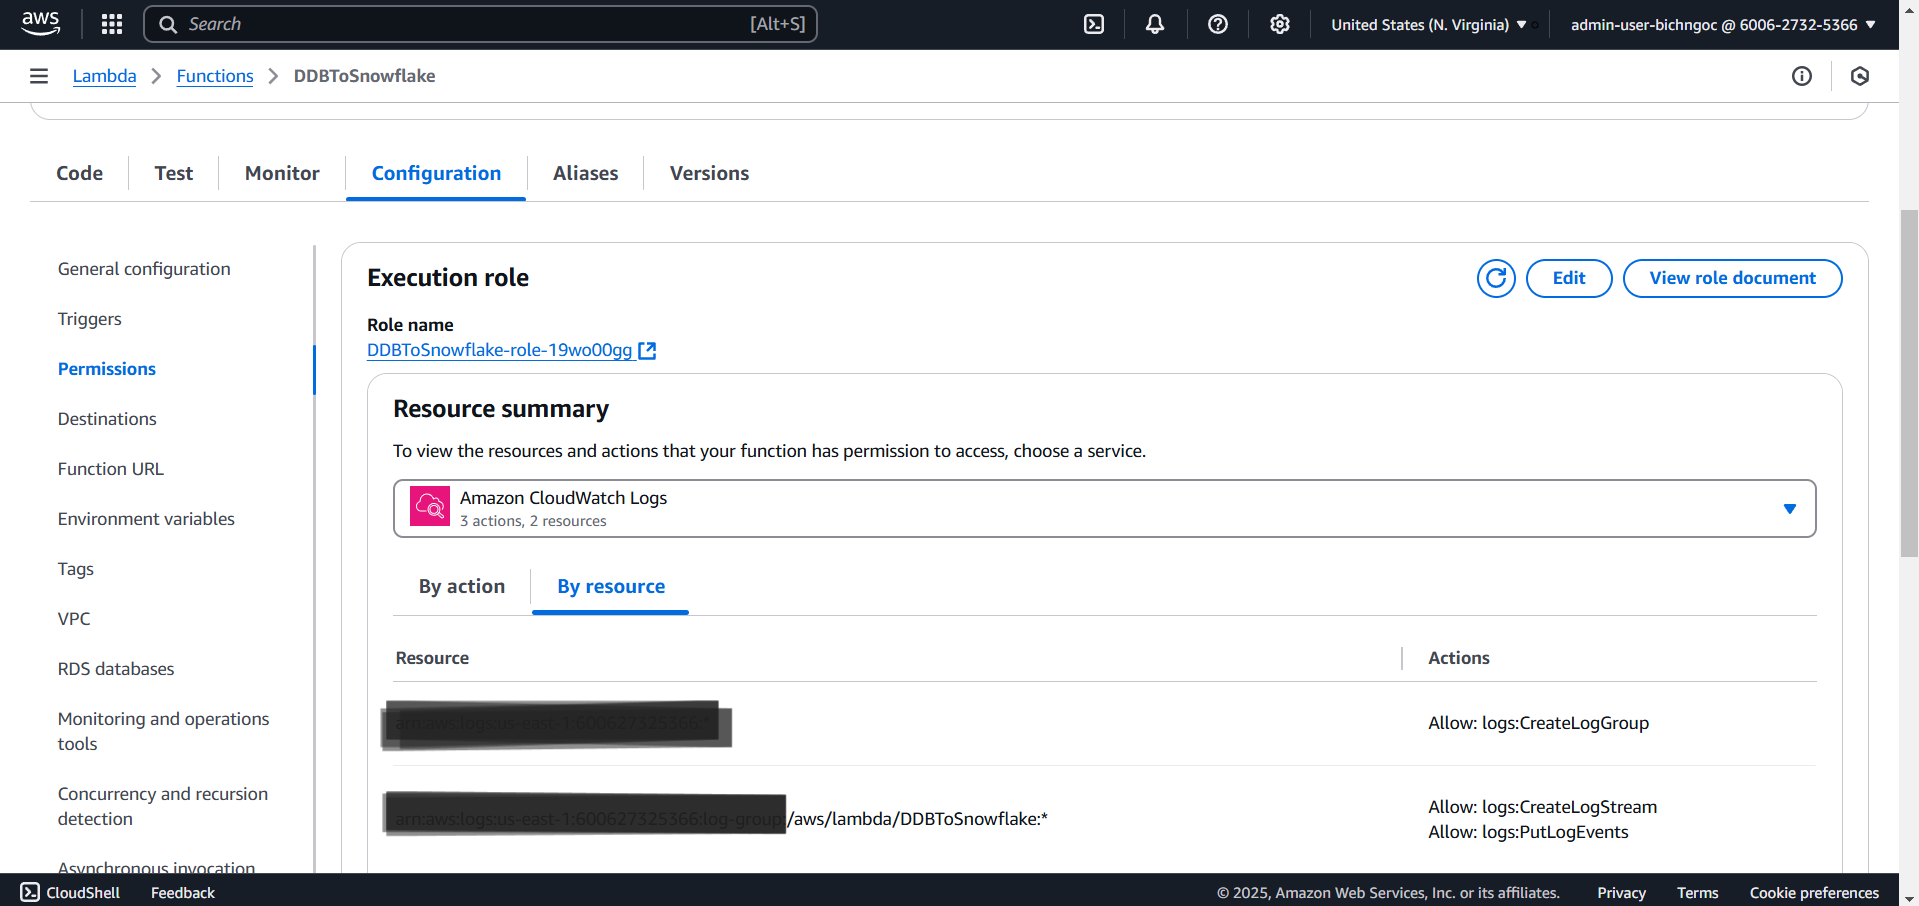 aws
Search
[Alt+S]
United States (N. Virginia)
admin-user-bichngoc @ 6006-2732-5366
Lambda
Functions
DDBToSnowflake
Code
Test
Monitor
Configuration
Aliases
Versions
General configuration
Triggers
Permissions
Destinations
Function URL
Environment variables
Tags
VPC
RDS databases
Monitoring and operations
tools
Concurrency and recursion
detection
Asynchronous invocation
Execution role
Edit
View role document
Role name
DDBToSnowflake-role-19wo00gg
Resource summary
To view the resources and actions that your function has permission to access, choose a service.
Amazon CloudWatch Logs
3 actions, 2 resources
By action
By resource
Resource
Actions
Allow: logs:CreateLogGroup
/aws/lambda/DDBToSnowflake:*
Allow: logs:CreateLogStream
Allow: logs:PutLogEvents
CloudShell
Feedback
© 2025, Amazon Web Services, Inc. or its affiliates.
Privacy
Terms
Cookie preferences